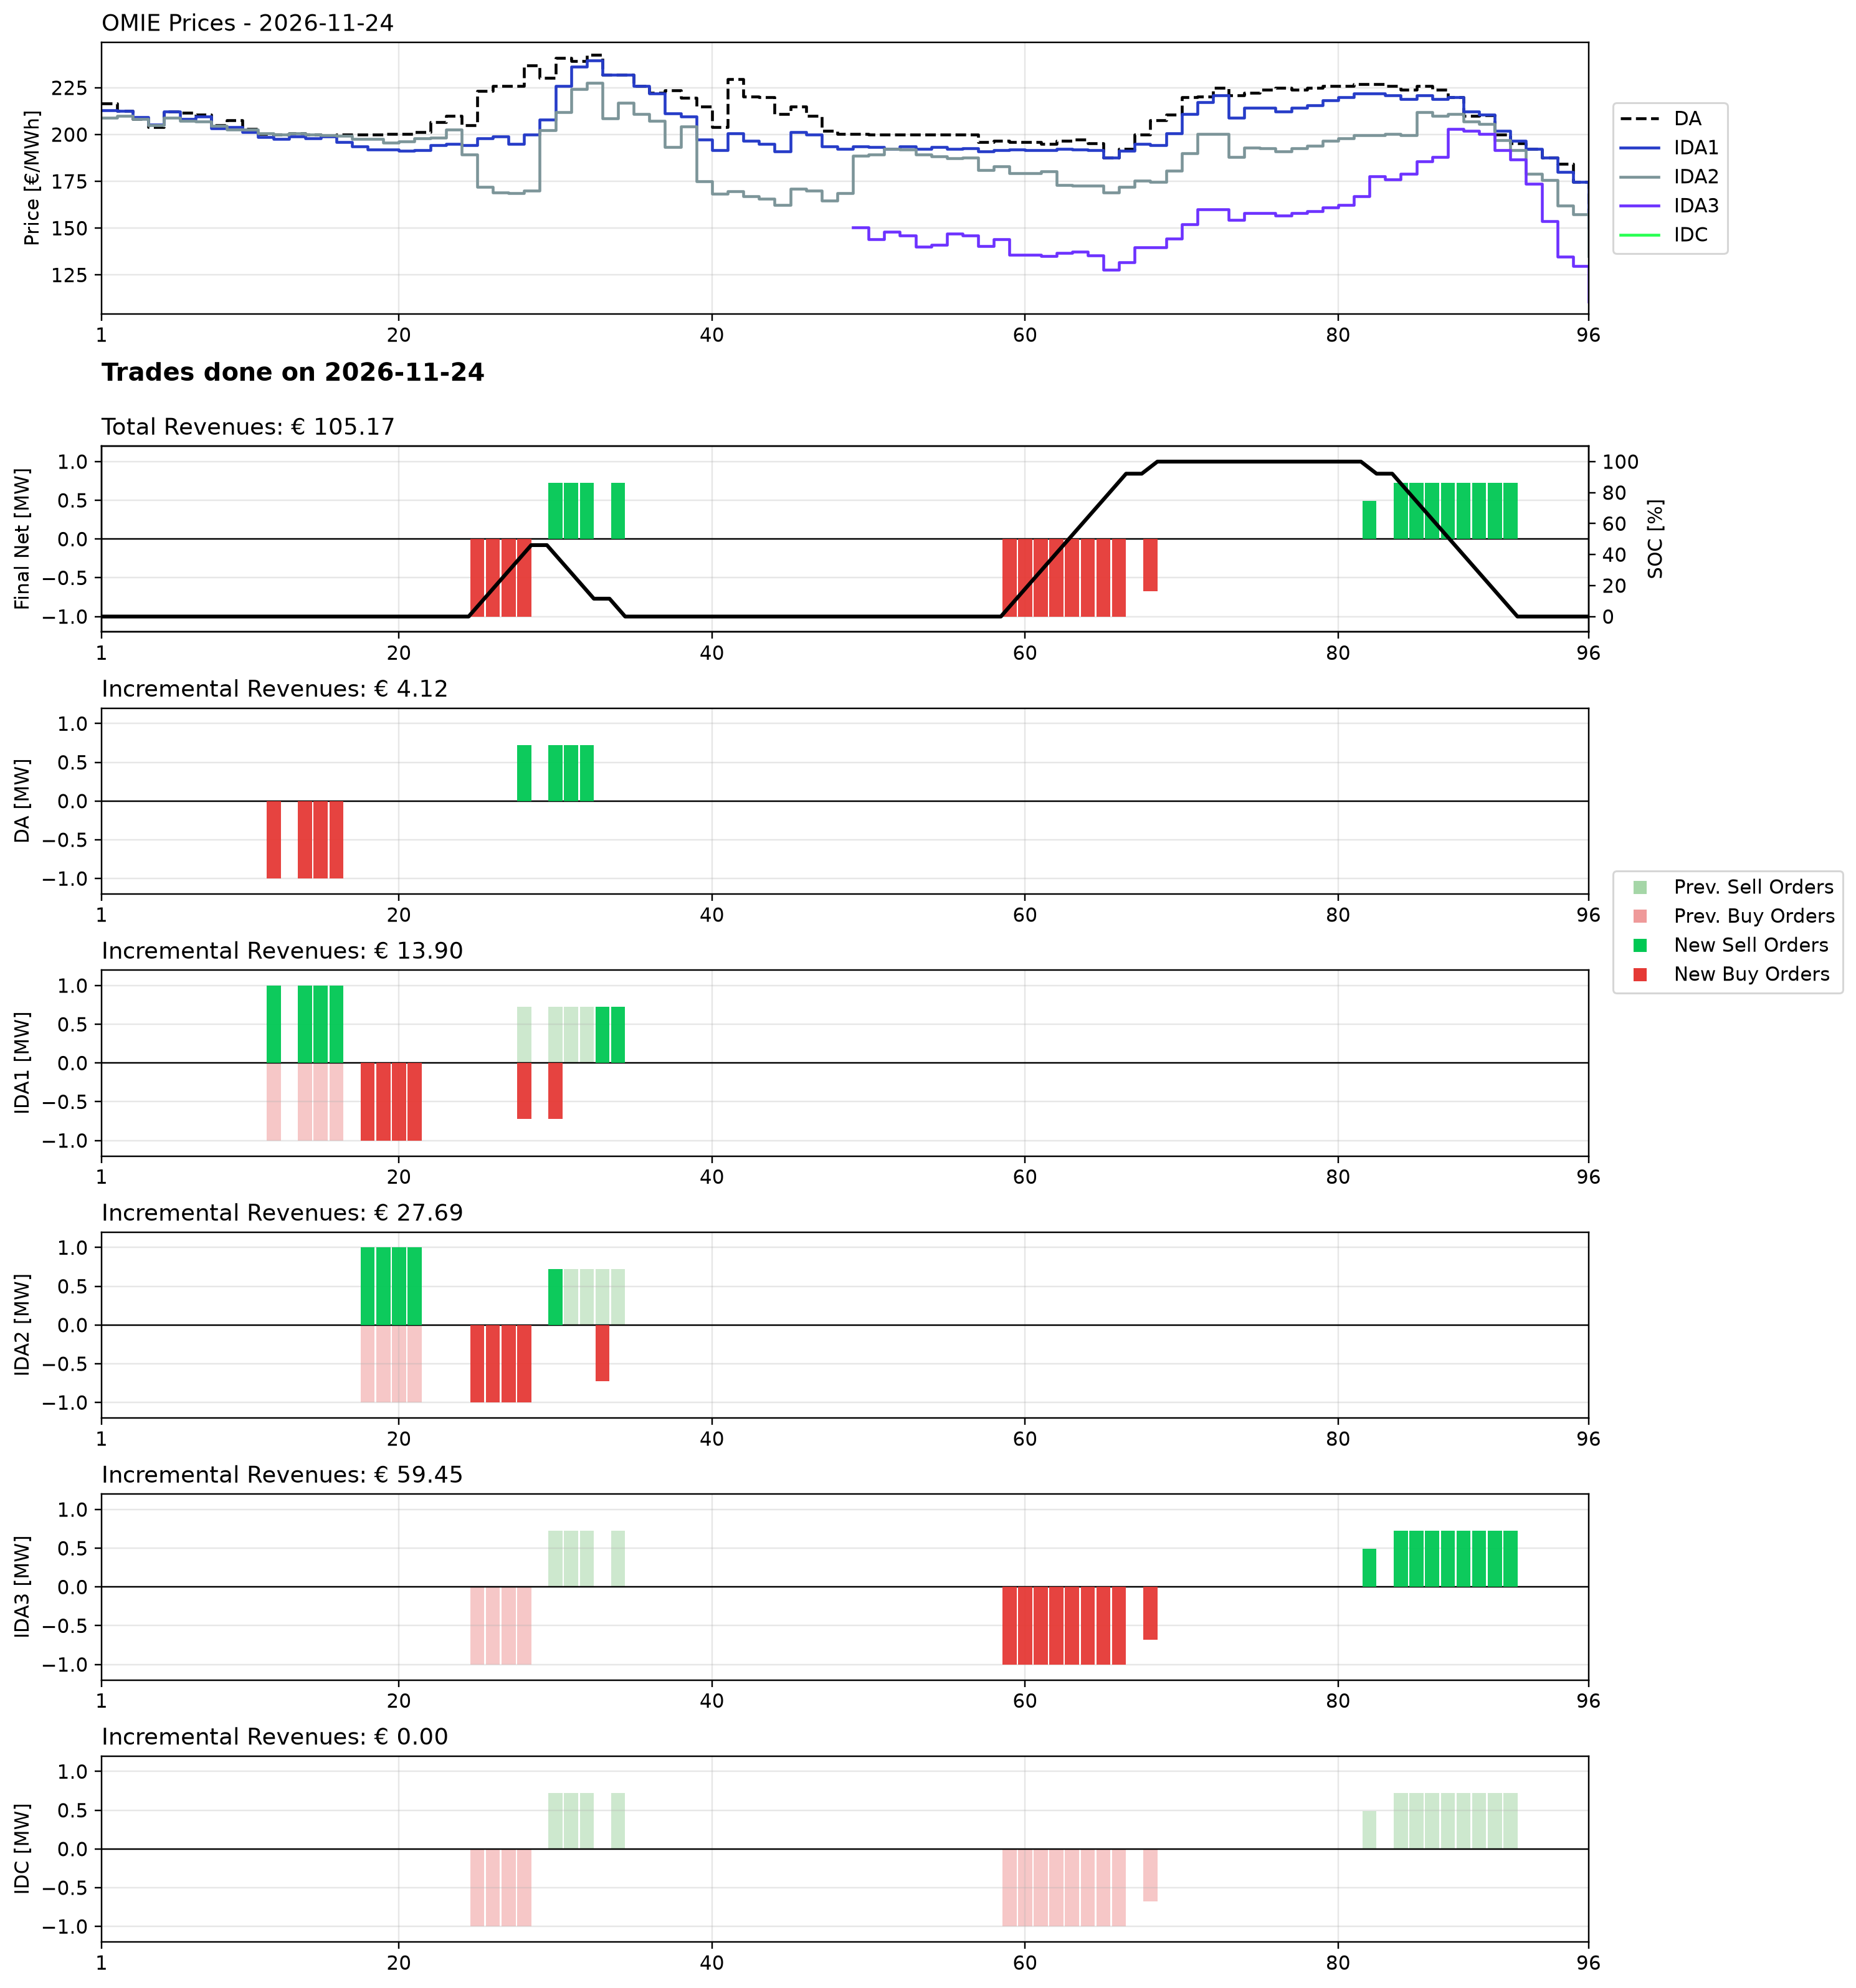 OMIE Prices - 2026-11-24
Price [€/MWh]
225
200
175
150
125
1 20 40 60 80 96
DA
IDA1
IDA2
IDA3
IDC
Trades done on 2026-11-24
Total Revenues: € 105.17
Final Net [MW]
1.0
0.5
0.0
−0.5
−1.0
100
80
60
40
20
0
SOC [%]
1 20 40 60 80 96
Incremental Revenues: € 4.12
DA [MW]
1.0
0.5
0.0
−0.5
−1.0
1 20 40 60 80 96
Prev. Sell Orders
Prev. Buy Orders
New Sell Orders
New Buy Orders
Incremental Revenues: € 13.90
IDA1 [MW]
1.0
0.5
0.0
−0.5
−1.0
1 20 40 60 80 96
Incremental Revenues: € 27.69
IDA2 [MW]
1.0
0.5
0.0
−0.5
−1.0
1 20 40 60 80 96
Incremental Revenues: € 59.45
IDA3 [MW]
1.0
0.5
0.0
−0.5
−1.0
1 20 40 60 80 96
Incremental Revenues: € 0.00
IDC [MW]
1.0
0.5
0.0
−0.5
−1.0
1 20 40 60 80 96